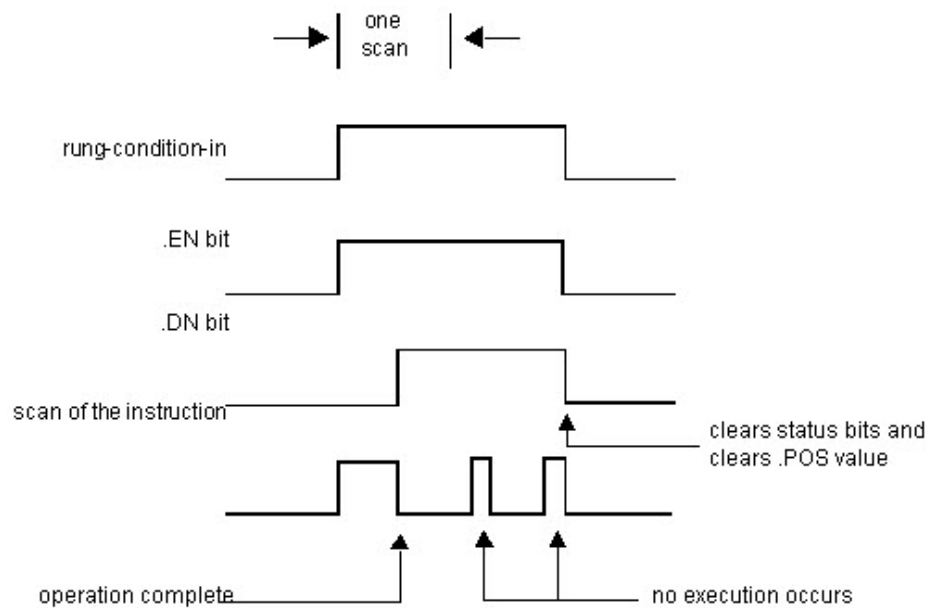 one
scan
rung-condition-in
.EN bit
.DN bit
scan of the instruction
clears status bits and
clears .POS value
operation complete
no execution occurs